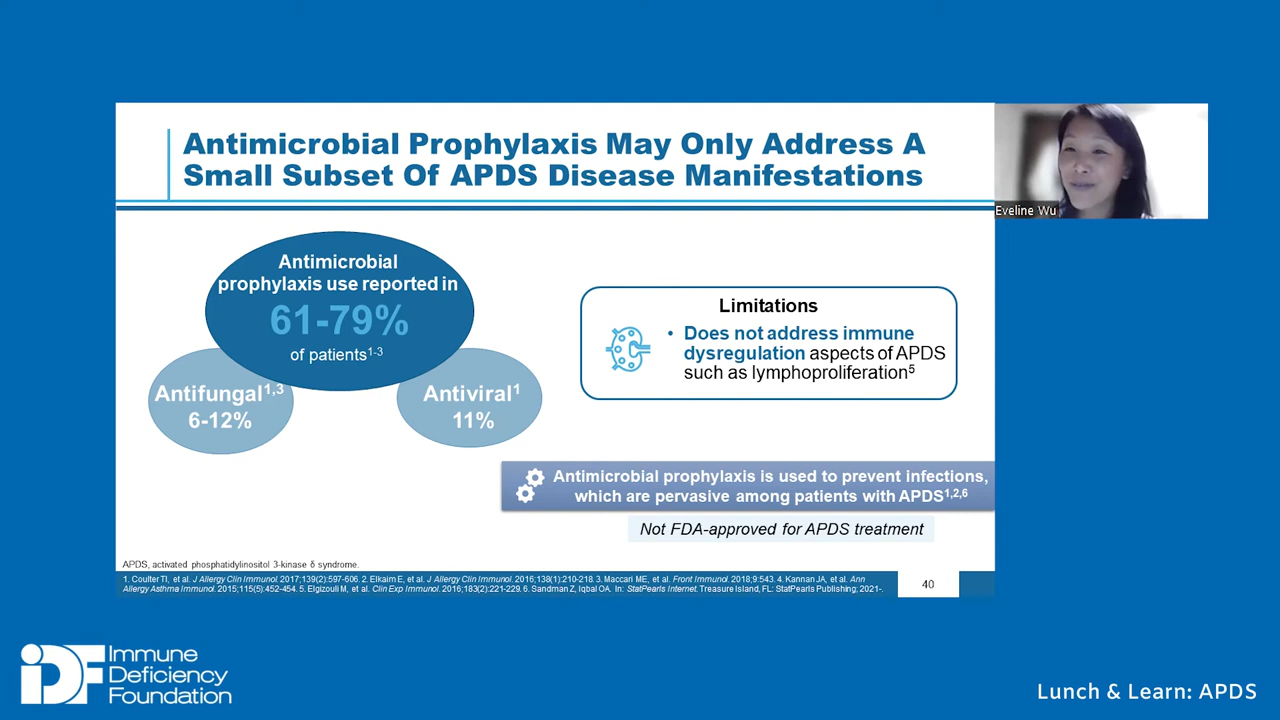 Antimicrobial Prophylaxis May Only Address A
Small Subset Of APDS Disease Manifestations
Eveline Wu
Antimicrobial
prophylaxis use reported in
61-79%
of patients1-3
Antifungal1,3
6-12%
Antiviral1
11%
Limitations
• Does not address immune
dysregulation aspects of APDS
such as lymphoproliferation5
Antimicrobial prophylaxis is used to prevent infections,
which are pervasive among patients with APDS1,2,6
Not FDA-approved for APDS treatment
APDS, activated phosphatidylinositol 3-kinase δ syndrome.
1. Coulter TI, et al. J Allergy Clin Immunol. 2017;139(2):597-606. 2. Elkaim E, et al. J Allergy Clin Immunol. 2016;138(1):210-218. 3. Maccari ME, et al. Front Immunol. 2018;9:543. 4. Kannan JA, et al. Ann
Allergy Asthma Immunol. 2015;115(5):452-454. 5. Elgizouli M, et al. Clin Exp Immunol. 2016;183(2):221-229. 6. Sandman Z, Iqbal OA. In: StatPearls Internet. Treasure Island, FL: StatPearls Publishing; 2021-.
40
IDF Immune
Deficiency
Foundation
Lunch & Learn: APDS